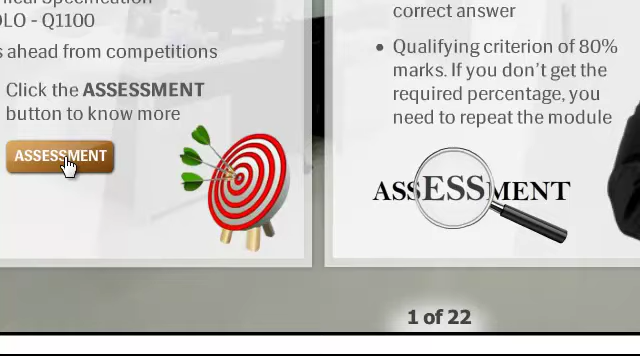 OLO - Q1100
s ahead from competitions
Click the ASSESSMENT
button to know more
ASSESSMENT
correct answer
• Qualifying criterion of 80%
marks. If you don't get the
required percentage, you
need to repeat the module
ASSESSMENT
1 of 22